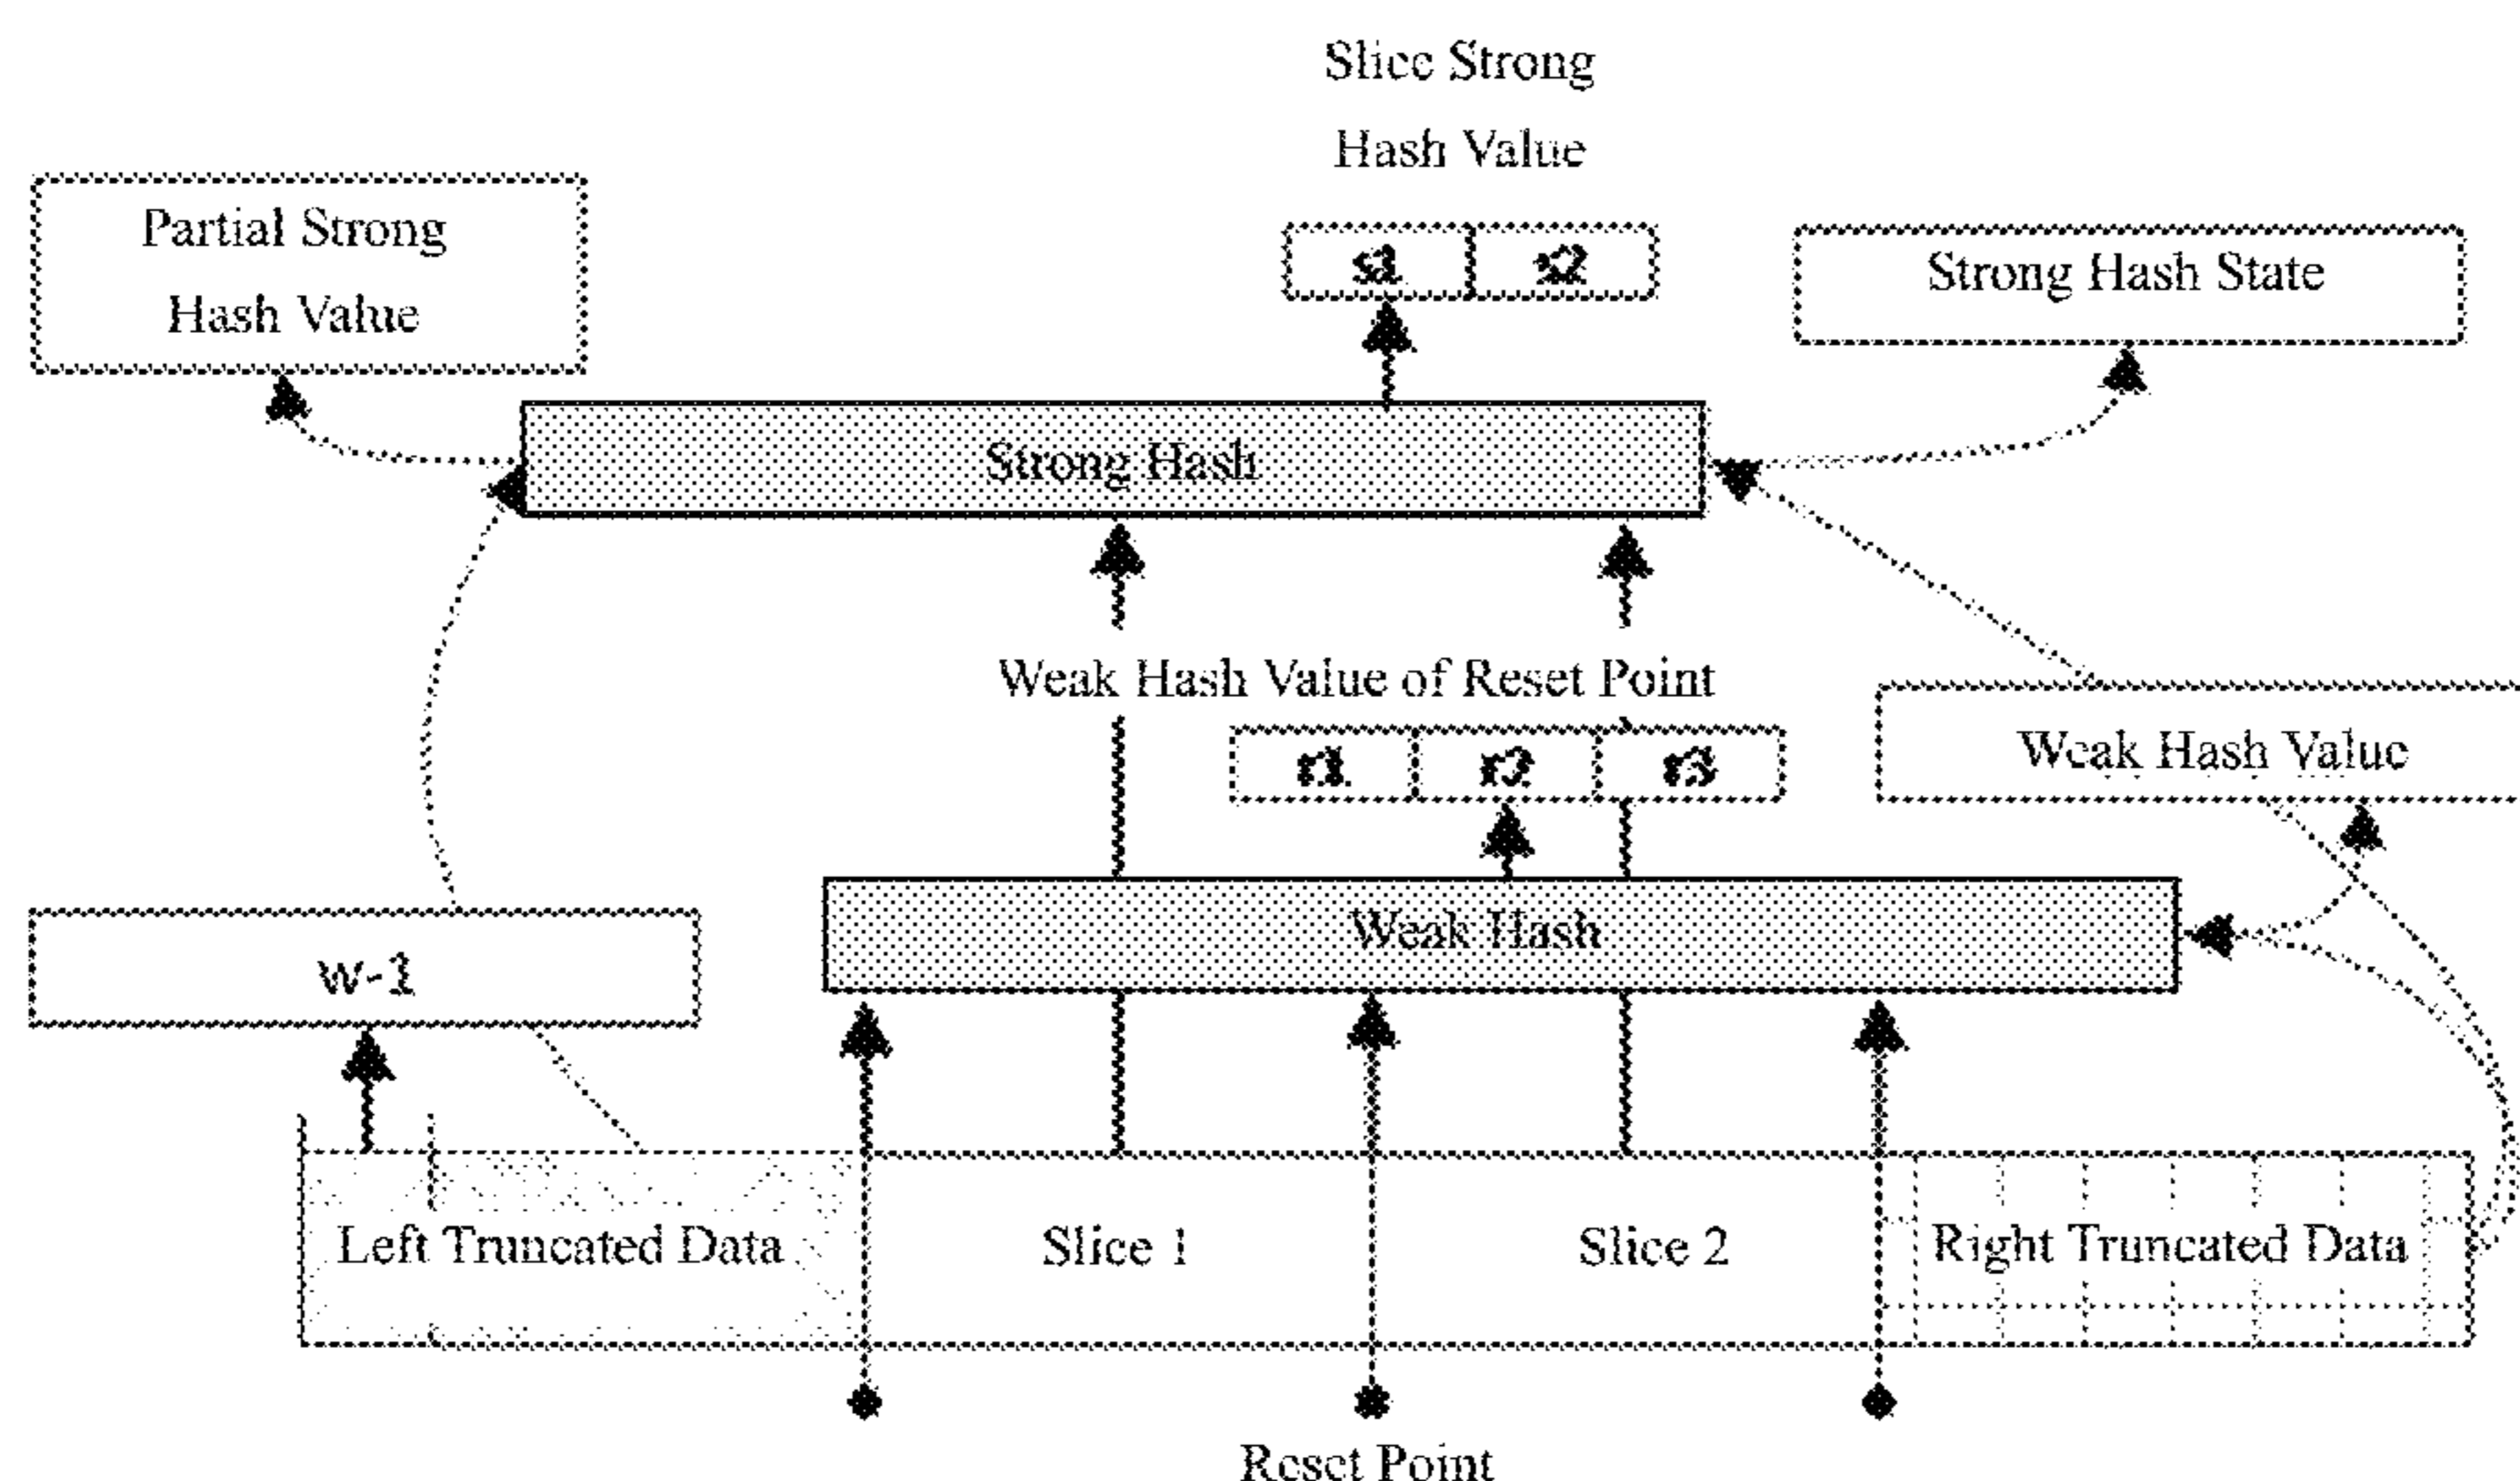 Slice Strong
Hash Value
Partial Strong
Hash Value
s1 s2
Strong Hash State
Strong Hash
Weak Hash Value of Reset Point
r1 r2 r3
Weak Hash Value
Weak Hash
w-1
Left Truncated Data
Slice 1
Slice 2
Right Truncated Data
Reset Point